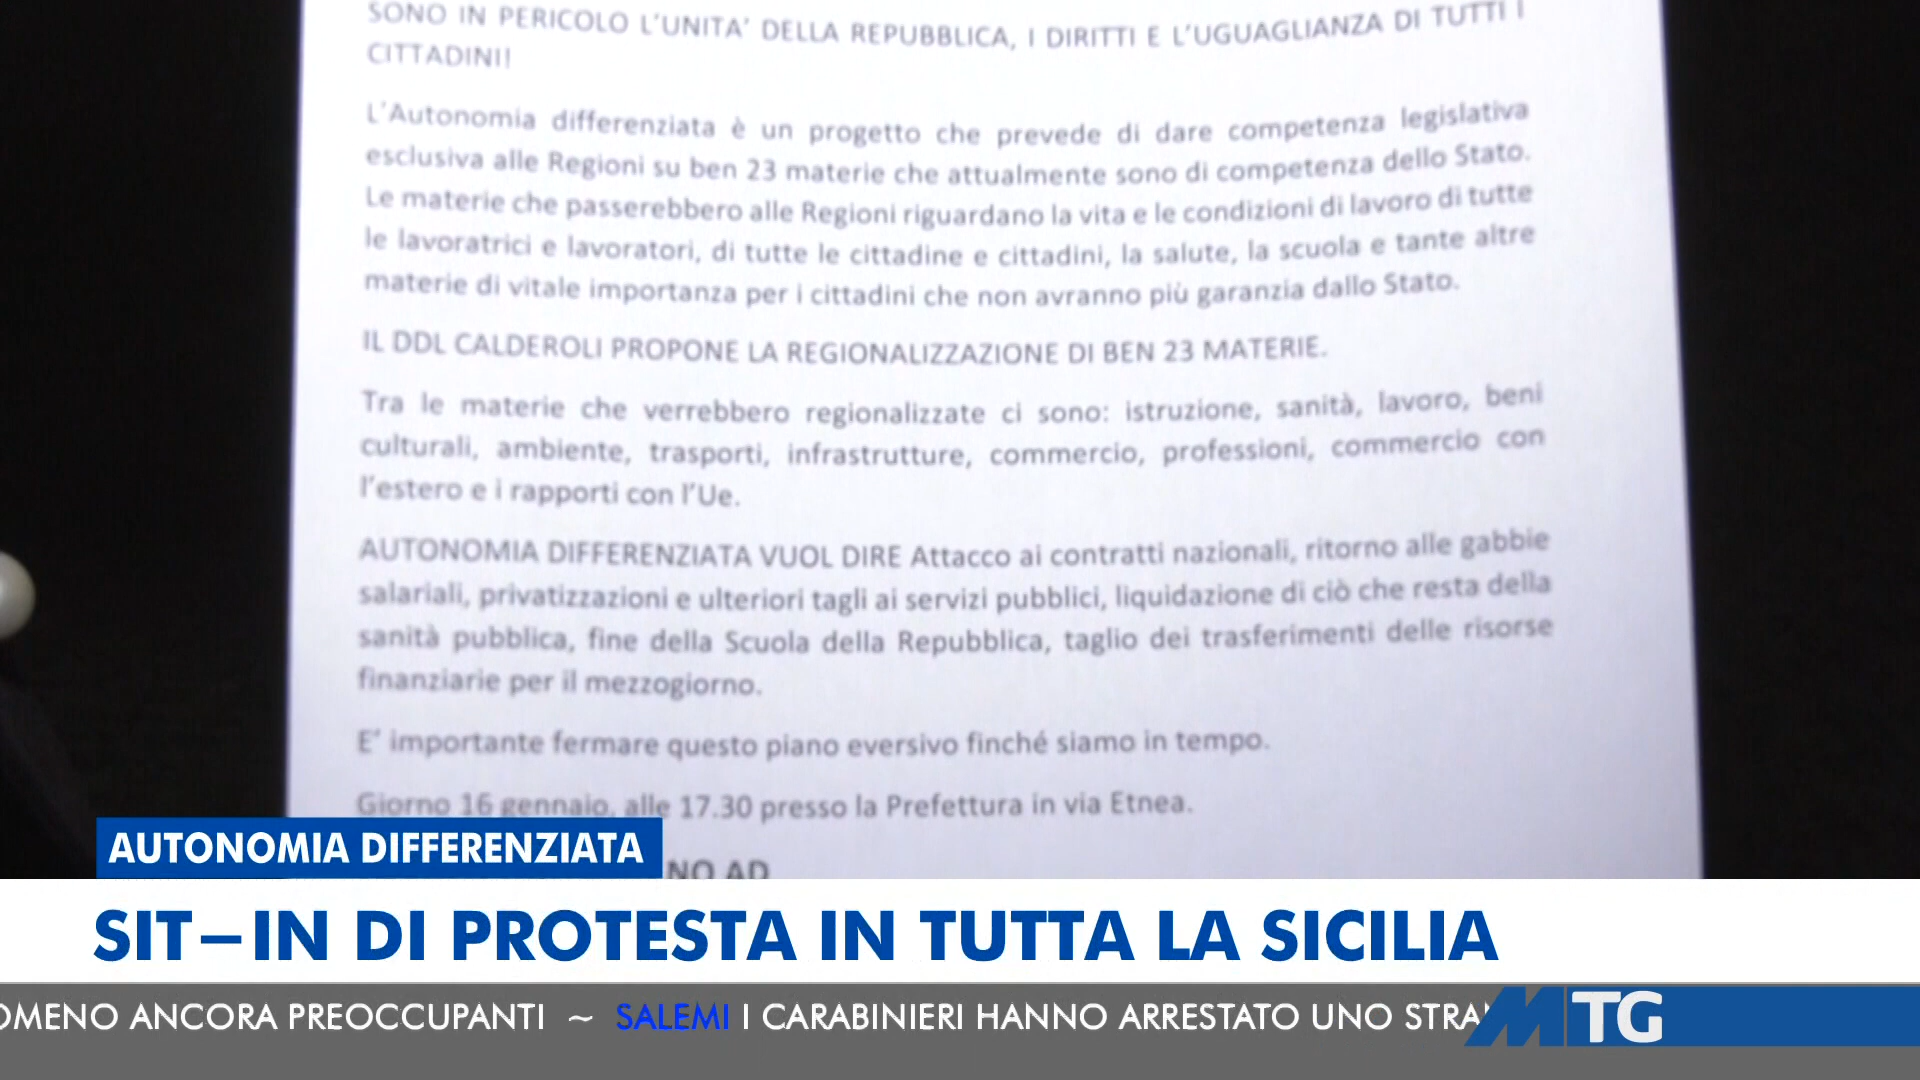 SONO IN PERICOLO L'UNITA' DELLA REPUBBLICA, I DIRITTI E L'UGUAGLIANZA DI TUTTI I
CITTADINI!
L'Autonomia differenziata è un progetto che prevede di dare competenza legislativa
esclusiva alle Regioni su ben 23 materie che attualmente sono di competenza dello Stato.
Le materie che passerebbero alle Regioni riguardano la vita e le condizioni di lavoro di tutte
le lavoratrici e lavoratori, di tutte le cittadine e cittadini, la salute, la scuola e tante altre
materie di vitale importanza per i cittadini che non avranno più garanzia dallo Stato.
IL DDL CALDEROLI PROPONE LA REGIONALIZZAZIONE DI BEN 23 MATERIE.
Tra le materie che verrebbero regionalizzate ci sono: istruzione, sanità, lavoro, beni
culturali, ambiente, trasporti, infrastrutture, commercio, professioni, commercio con
l'estero e i rapporti con l'Ue.
AUTONOMIA DIFFERENZIATA VUOL DIRE Attacco ai contratti nazionali, ritorno alle gabbie
salariali, privatizzazioni e ulteriori tagli ai servizi pubblici, liquidazione di ciò che resta della
sanità pubblica, fine della Scuola della Repubblica, taglio dei trasferimenti delle risorse
finanziarie per il mezzogiorno.
E' importante fermare questo piano eversivo finché siamo in tempo.
Giorno 16 gennaio, alle 17.30 presso la Prefettura in via Etnea.
NO AD
AUTONOMIA DIFFERENZIATA
SIT–IN DI PROTESTA IN TUTTA LA SICILIA
OMENO ANCORA PREOCCUPANTI ~ SALEMI I CARABINIERI HANNO ARRESTATO UNO STRA
MTG